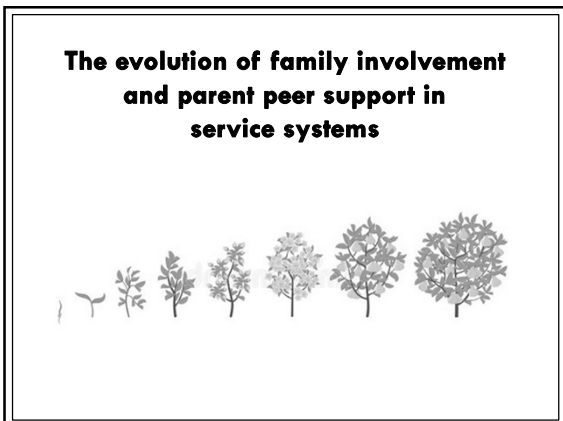 The evolution of family involvement
and parent peer support in
service systems